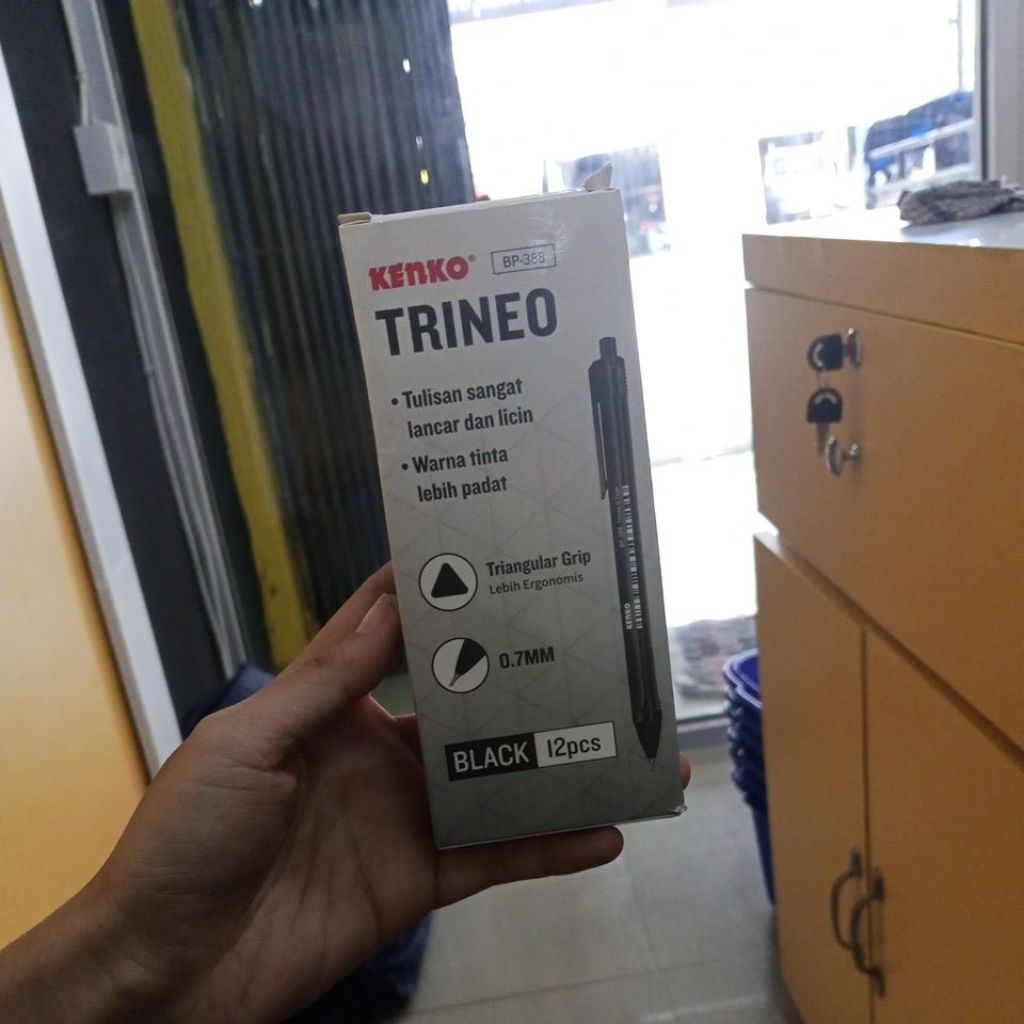 KENKO® BP-388
TRINEO
• Tulisan sangat
lancar dan licin
• Warna tinta
lebih padat
Triangular Grip
Lebih Ergonomis
0.7MM
BLACK 12pcs
KENKO